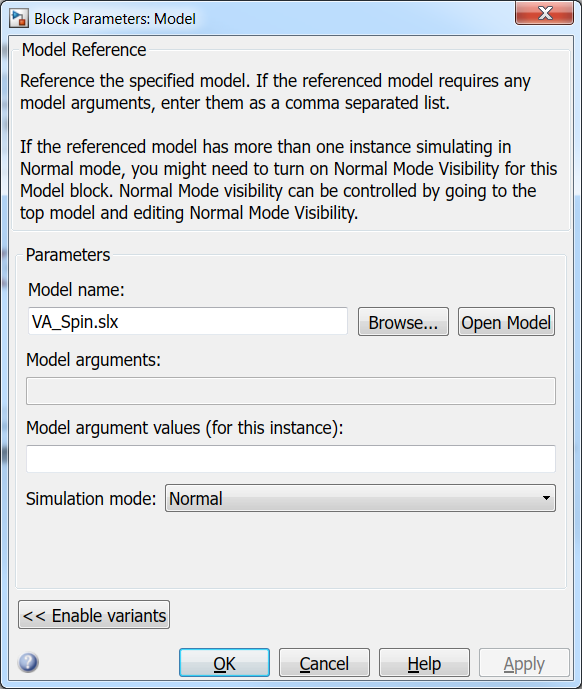 Block Parameters: Model
Model Reference
Reference the specified model. If the referenced model requires any
model arguments, enter them as a comma separated list.
If the referenced model has more than one instance simulating in
Normal mode, you might need to turn on Normal Mode Visibility for this
Model block. Normal Mode visibility can be controlled by going to the
top model and editing Normal Mode Visibility.
Parameters
Model name:
VA_Spin.slx Browse... Open Model
Model arguments:
Model argument values (for this instance):
Simulation mode: Normal
<< Enable variants
? OK Cancel Help Apply